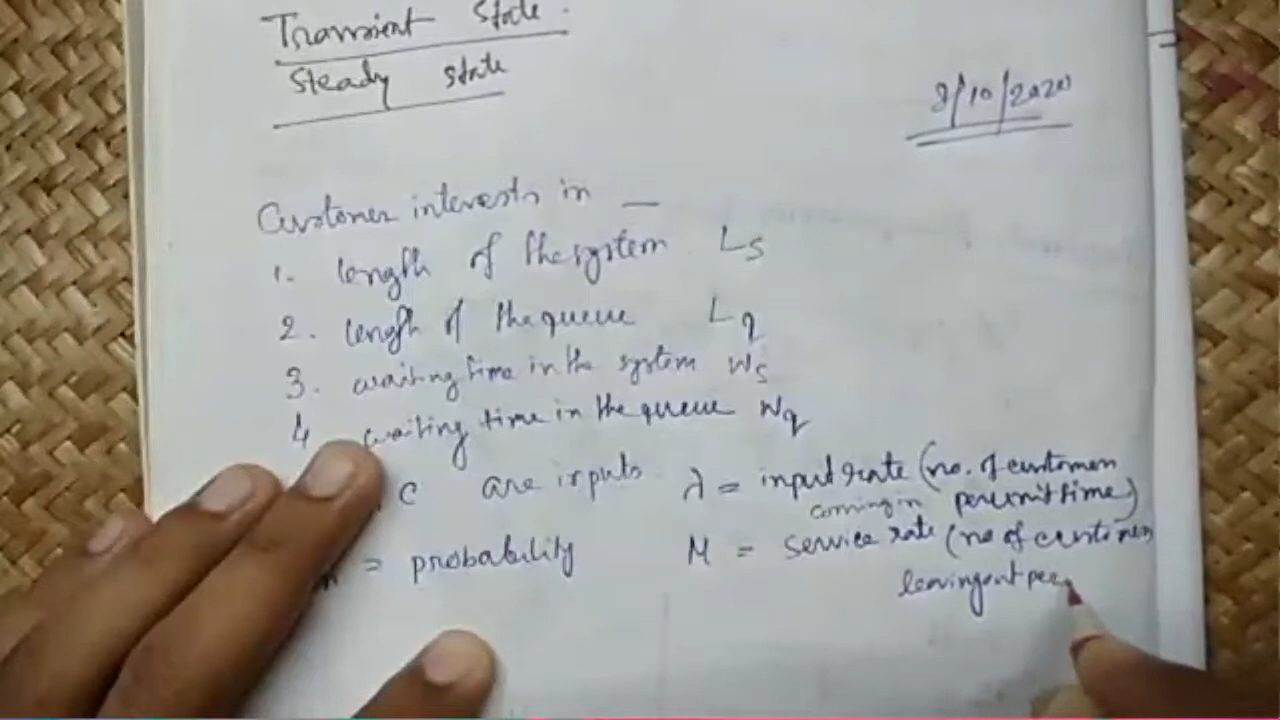 Transient State.
Steady state
8/10/2020
Customer interests in —
1. length of the system Ls
2. length of the queue Lq
3. waiting time in the system Ws
4 waiting time in the queue Wq
C are inputs λ = input rate (no. of customers
coming in per unit time)
= probability M = service rate (no of customers
leaving out per